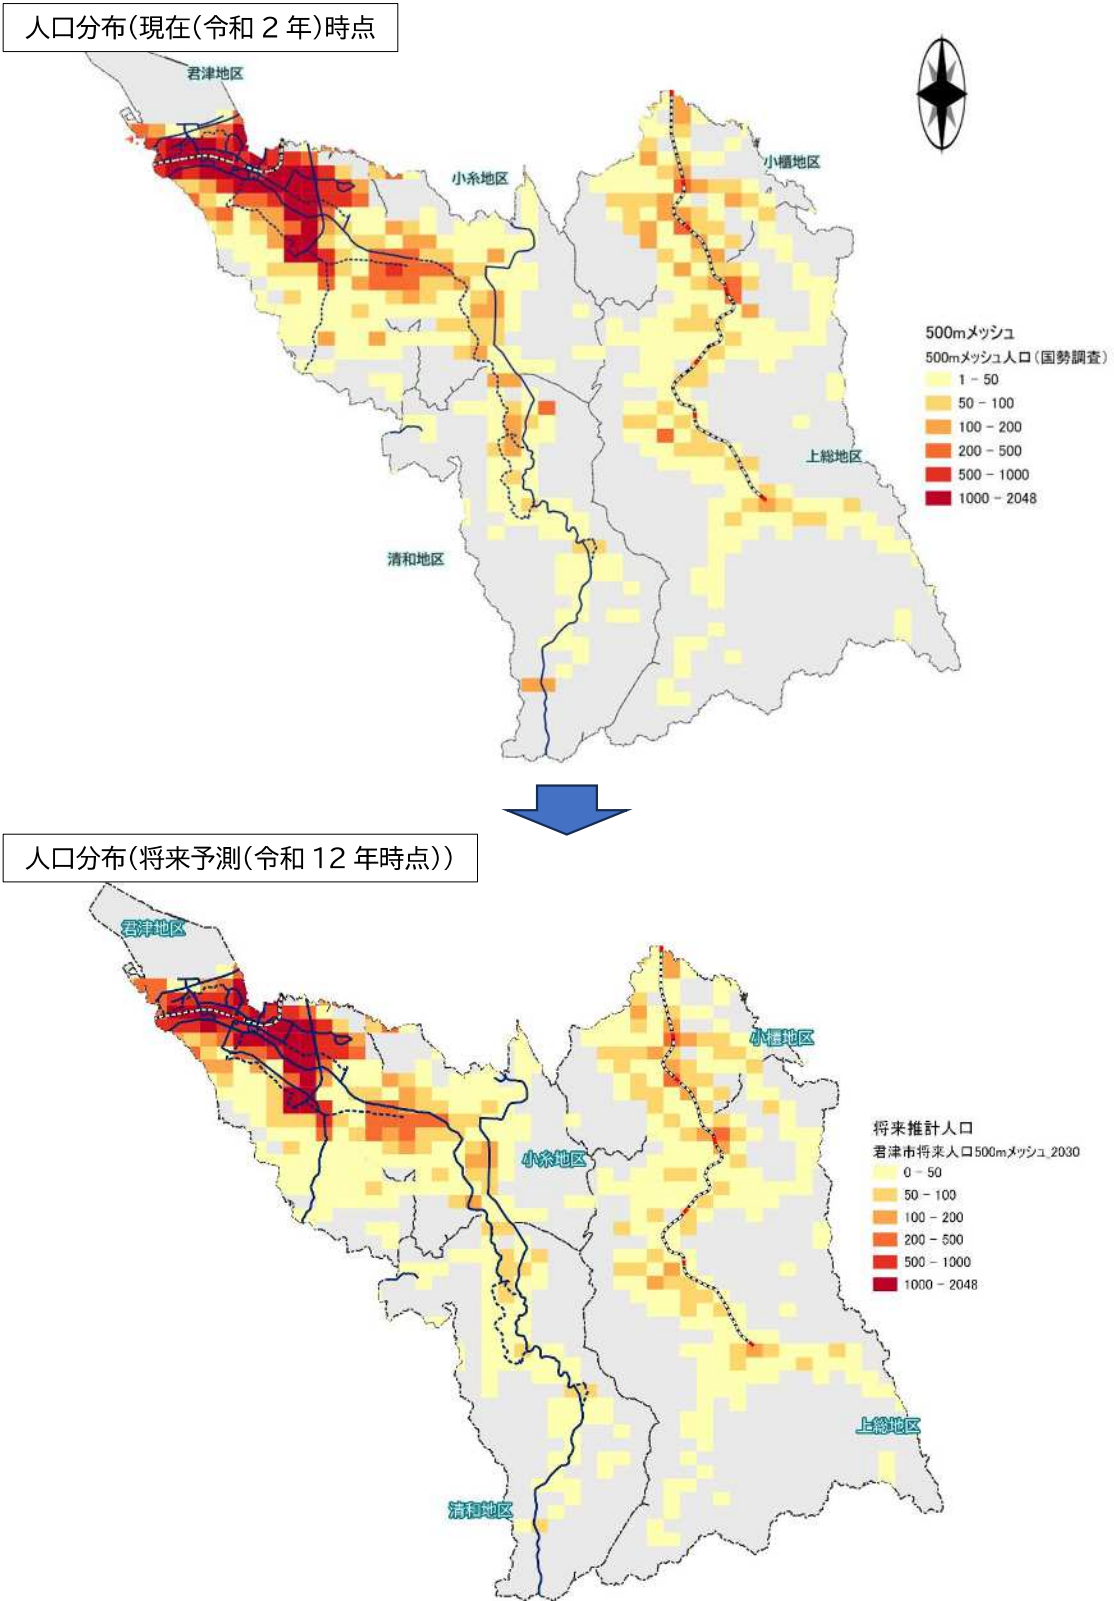 人口分布(現在(令和２年)時点
君津地区
小糸地区
小櫃地区
上総地区
清和地区
500mメッシュ
500mメッシュ人口(国勢調査)
1 - 50
50 - 100
100 - 200
200 - 500
500 - 1000
1000 - 2048
人口分布(将来予測(令和12年時点))
君津地区
小櫃地区
小糸地区
上総地区
清和地区
将来推計人口
君津市将来人口500mメッシュ_2030
0 - 50
50 - 100
100 - 200
200 - 500
500 - 1000
1000 - 2048